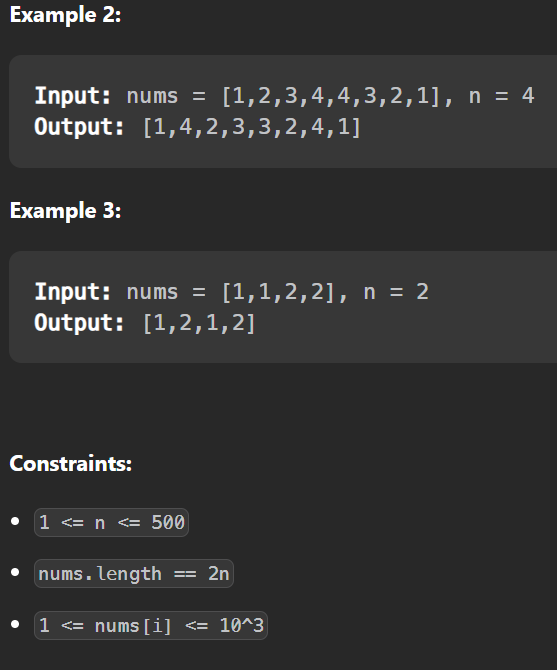 Example 2:
Input: nums = [1,2,3,4,4,3,2,1], n = 4
Output: [1,4,2,3,3,2,4,1]
Example 3:
Input: nums = [1,1,2,2], n = 2
Output: [1,2,1,2]
Constraints:
• 1 <= n <= 500
• nums.length == 2n
• 1 <= nums[i] <= 10^3